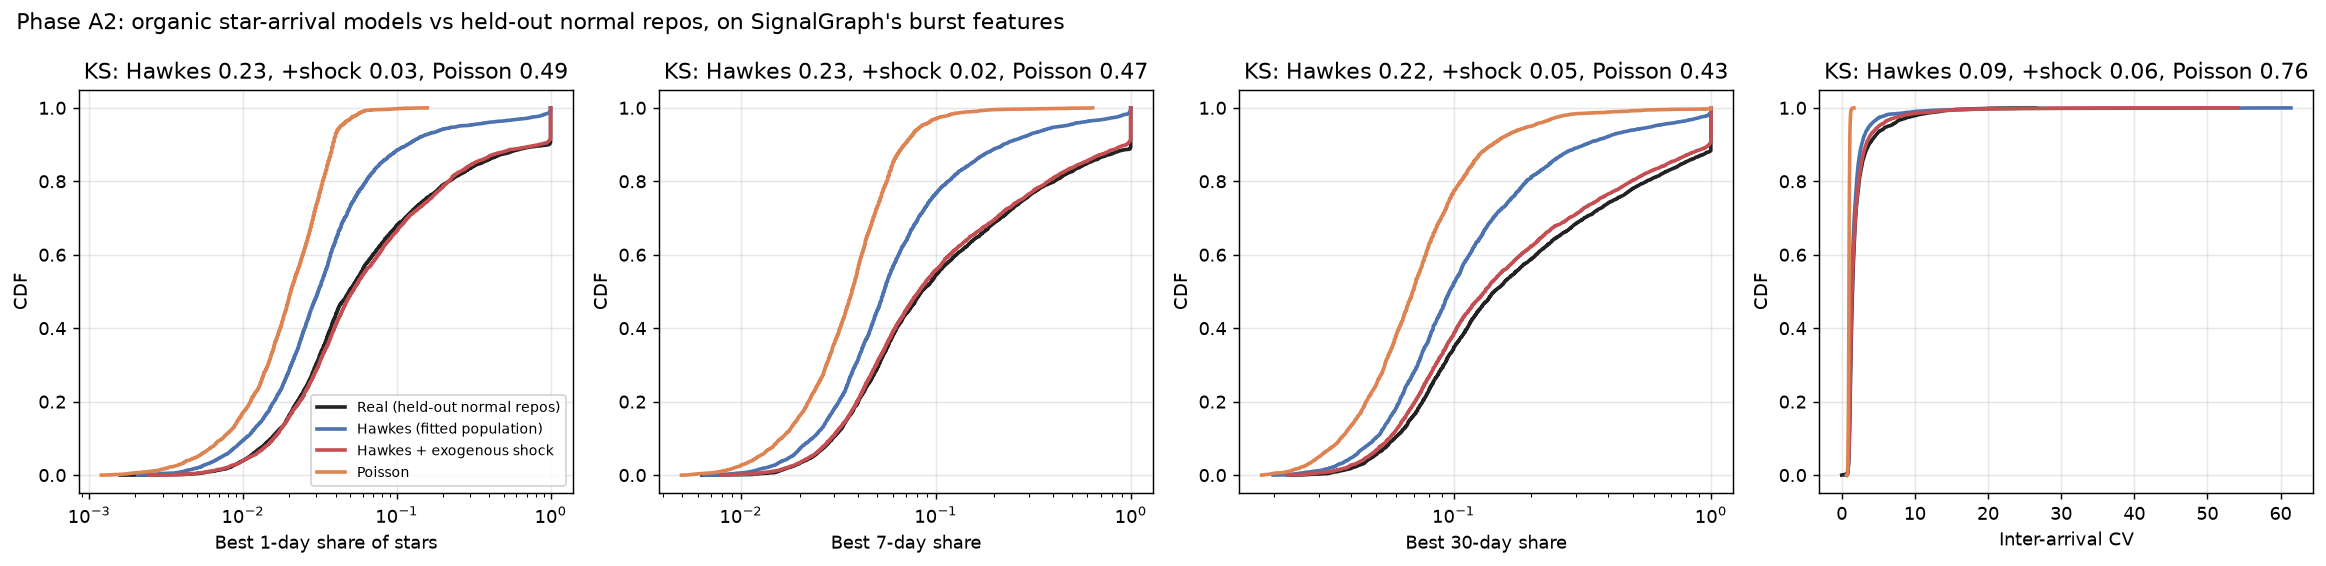 Phase A2: organic star-arrival models vs held-out normal repos, on SignalGraph's burst features
KS: Hawkes 0.23, +shock 0.03, Poisson 0.49
CDF
1.0
0.8
0.6
0.4
0.2
0.0
Real (held-out normal repos)
Hawkes (fitted population)
Hawkes + exogenous shock
Poisson
10⁻³
10⁻²
10⁻¹
10⁰
Best 1-day share of stars
KS: Hawkes 0.23, +shock 0.02, Poisson 0.47
CDF
1.0
0.8
0.6
0.4
0.2
0.0
10⁻²
10⁻¹
10⁰
Best 7-day share
KS: Hawkes 0.22, +shock 0.05, Poisson 0.43
CDF
1.0
0.8
0.6
0.4
0.2
0.0
10⁻¹
10⁰
Best 30-day share
KS: Hawkes 0.09, +shock 0.06, Poisson 0.76
CDF
1.0
0.8
0.6
0.4
0.2
0.0
0
10
20
30
40
50
60
Inter-arrival CV